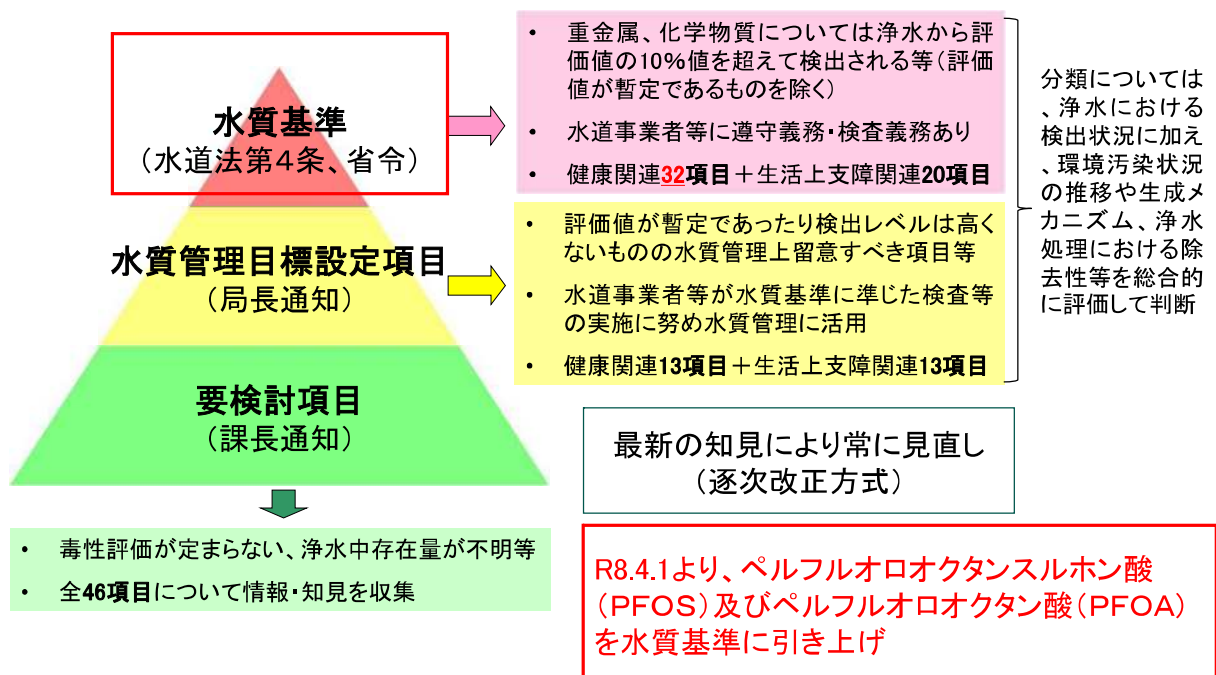 水質基準
（水道法第４条、省令）
・ 重金属、化学物質については浄水から評
価値の10％値を超えて検出される等（評価
値が暫定であるものを除く）
・ 水道事業者等に遵守義務・検査義務あり
・ 健康関連32項目＋生活上支障関連20項目
水質管理目標設定項目
（局長通知）
・ 評価値が暫定であったり検出レベルは高く
ないものの水質管理上留意すべき項目等
・ 水道事業者等が水質基準に準じた検査等
の実施に努め水質管理に活用
・ 健康関連13項目＋生活上支障関連13項目
分類については
、浄水における
検出状況に加え
、環境汚染状況
の推移や生成メ
カニズム、浄水
処理における除
去性等を総合的
に評価して判断
要検討項目
（課長通知）
・ 毒性評価が定まらない、浄水中存在量が不明等
・ 全46項目について情報・知見を収集
最新の知見により常に見直し
（逐次改正方式）
R8.4.1より、ペルフルオロオクタンスルホン酸
（ＰＦＯＳ）及びペルフルオロオクタン酸（ＰＦＯＡ）
を水質基準に引き上げ